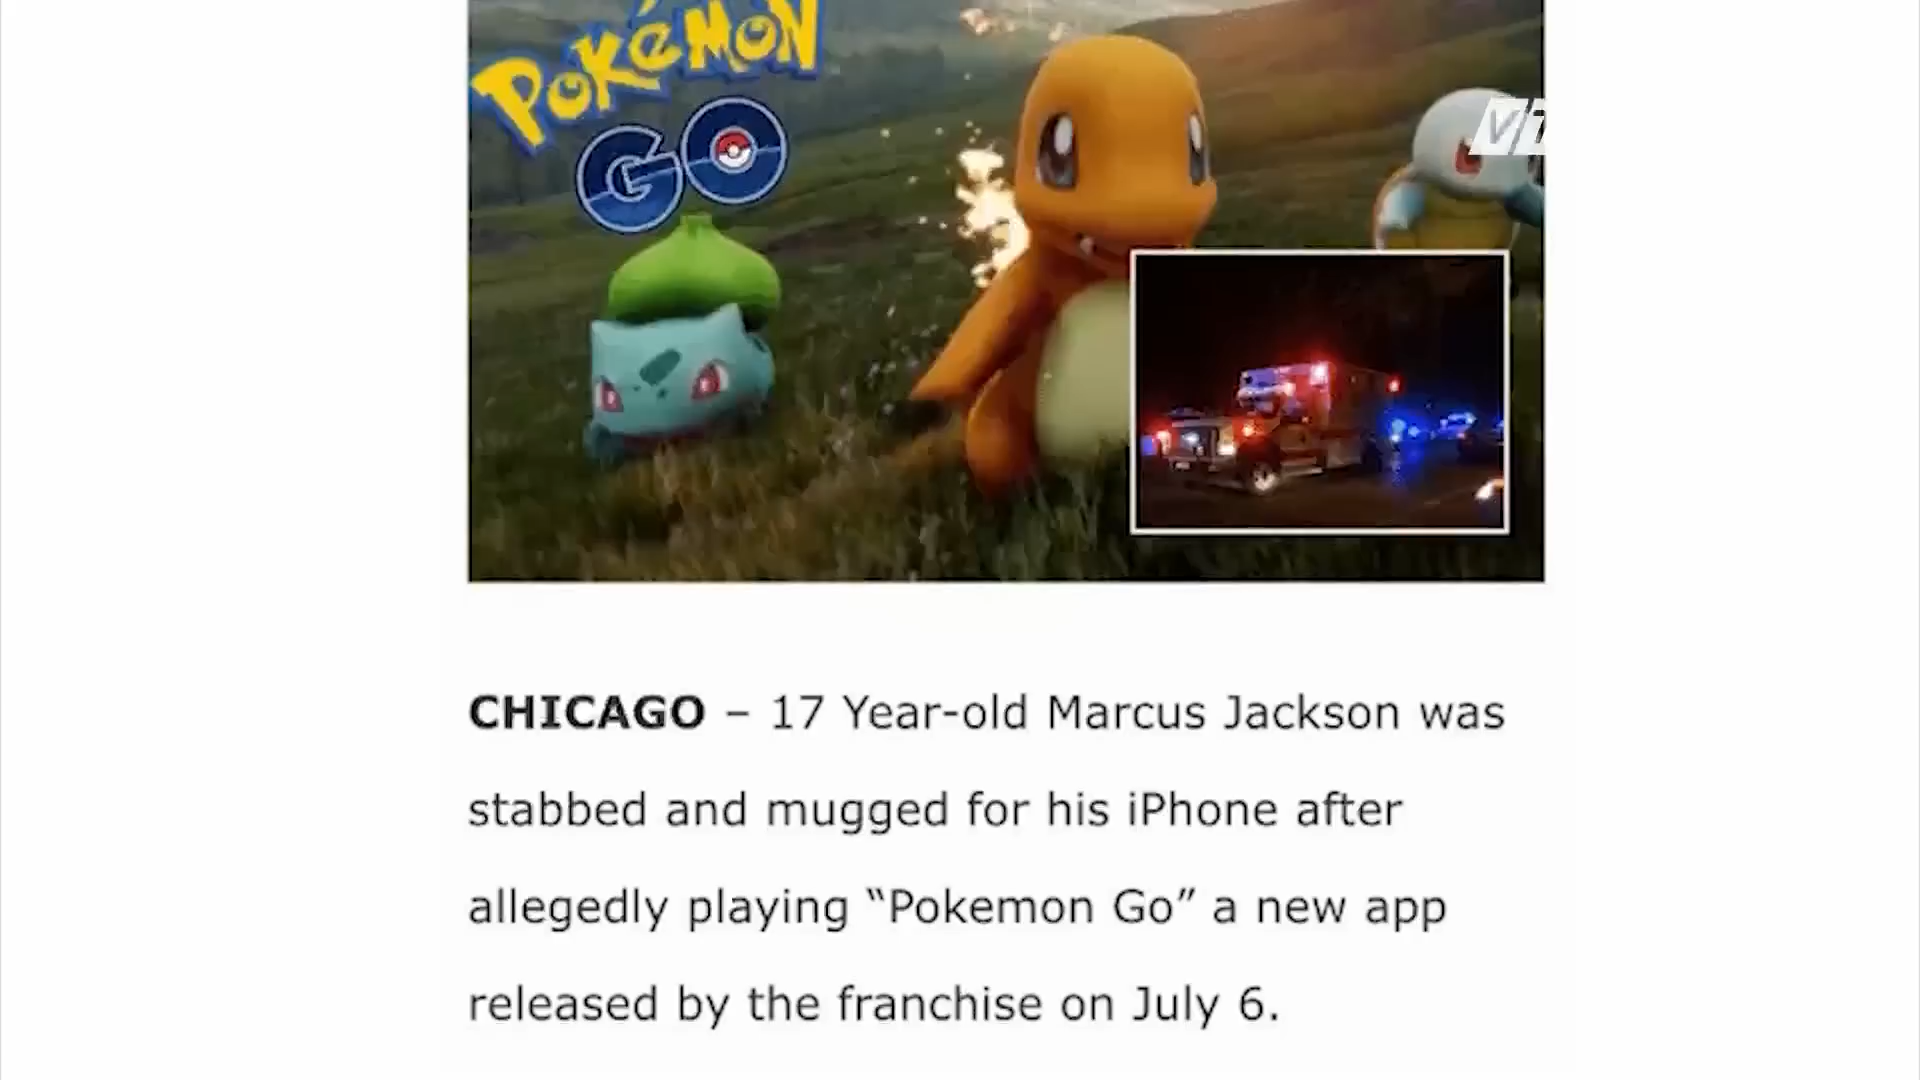 POKéMON
GO
CHICAGO – 17 Year-old Marcus Jackson was
stabbed and mugged for his iPhone after
allegedly playing “Pokemon Go” a new app
released by the franchise on July 6.